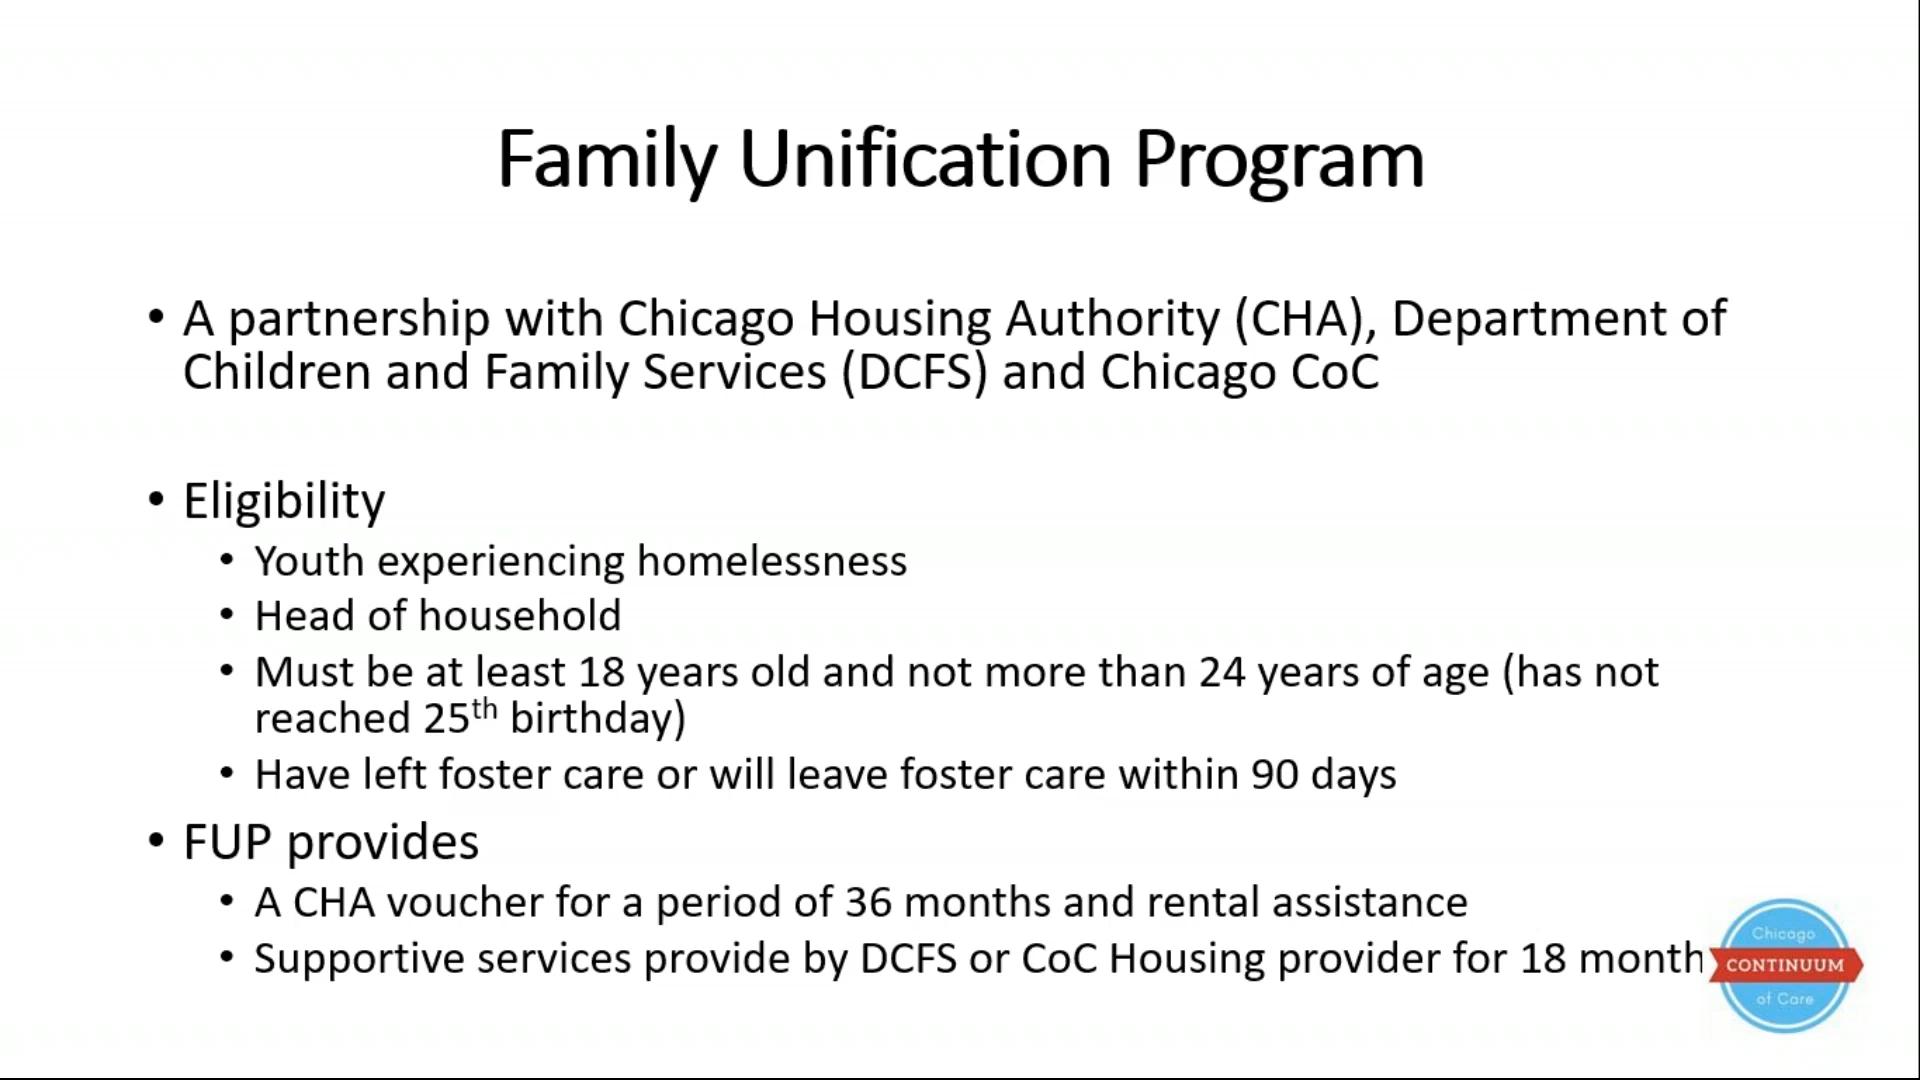 Family Unification Program
• A partnership with Chicago Housing Authority (CHA), Department of
Children and Family Services (DCFS) and Chicago CoC
• Eligibility
• Youth experiencing homelessness
• Head of household
• Must be at least 18 years old and not more than 24 years of age (has not
reached 25th birthday)
• Have left foster care or will leave foster care within 90 days
• FUP provides
• A CHA voucher for a period of 36 months and rental assistance
• Supportive services provide by DCFS or CoC Housing provider for 18 month
Chicago
CONTINUUM
of Care